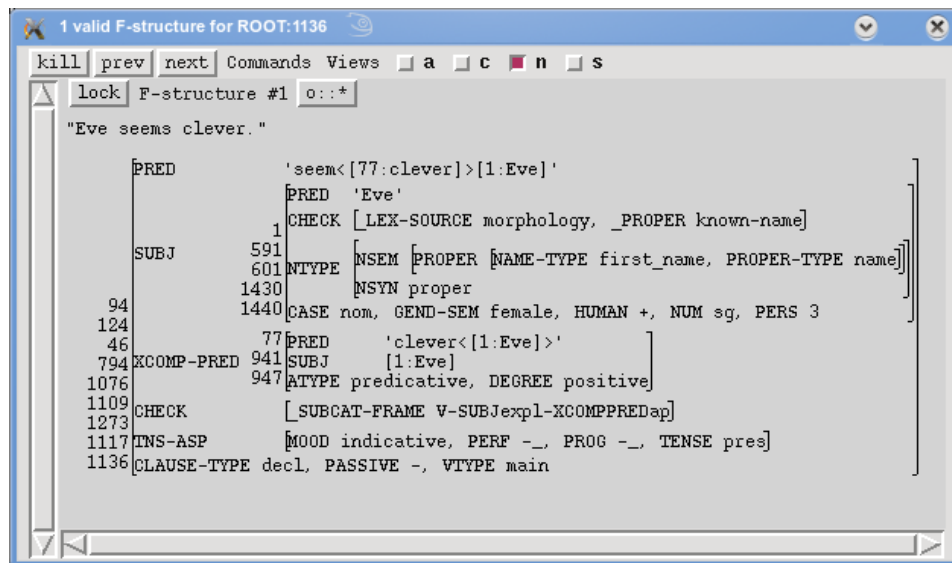 1 valid F-structure for ROOT:1136
kill prev next Commands Views a c n s
lock F-structure #1 o::*
"Eve seems clever."
PRED 'seem<[77:clever]>[1:Eve]'
PRED 'Eve'
CHECK [_LEX-SOURCE morphology, _PROPER known-name]
1
SUBJ 591 NTYPE [NSEM [PROPER [NAME-TYPE first_name, PROPER-TYPE name]]
601
1430 NSYN proper
94 1440 CASE nom, GEND-SEM female, HUMAN +, NUM sg, PERS 3
124
46 77 PRED 'clever<[1:Eve]>'
794 XCOMP-PRED 941 SUBJ [1:Eve]
1076 947 ATYPE predicative, DEGREE positive
1109 CHECK [_SUBCAT-FRAME V-SUBJexpl-XCOMPPREDap]
1273
1117 TNS-ASP [MOOD indicative, PERF -_, PROG -_, TENSE pres]
1136 CLAUSE-TYPE decl, PASSIVE -, VTYPE main